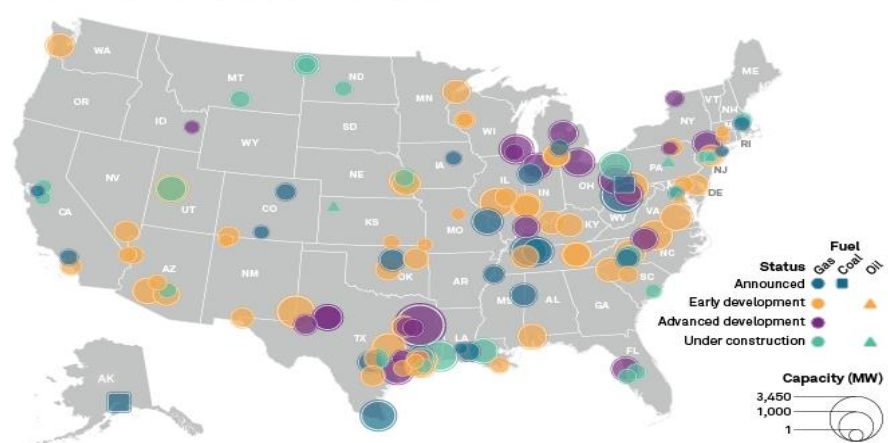 ME
WA
MT
ND
VT
NH
MN
OR
ID
WI
NY
SD
WY
RI
IA
PA
NJ
NE
NV
IL
IN
OH
DE
UT
CO
WV
VA
CA
KS
MO
KY
NC
AZ
NM
OK
AR
SC
MS
AL
GA
TX
LA
FL
AK
Fuel
Status Gas Coal Oil
Announced
Early development
Advanced development
Under construction
Capacity (MW)
3,450
1,000
1